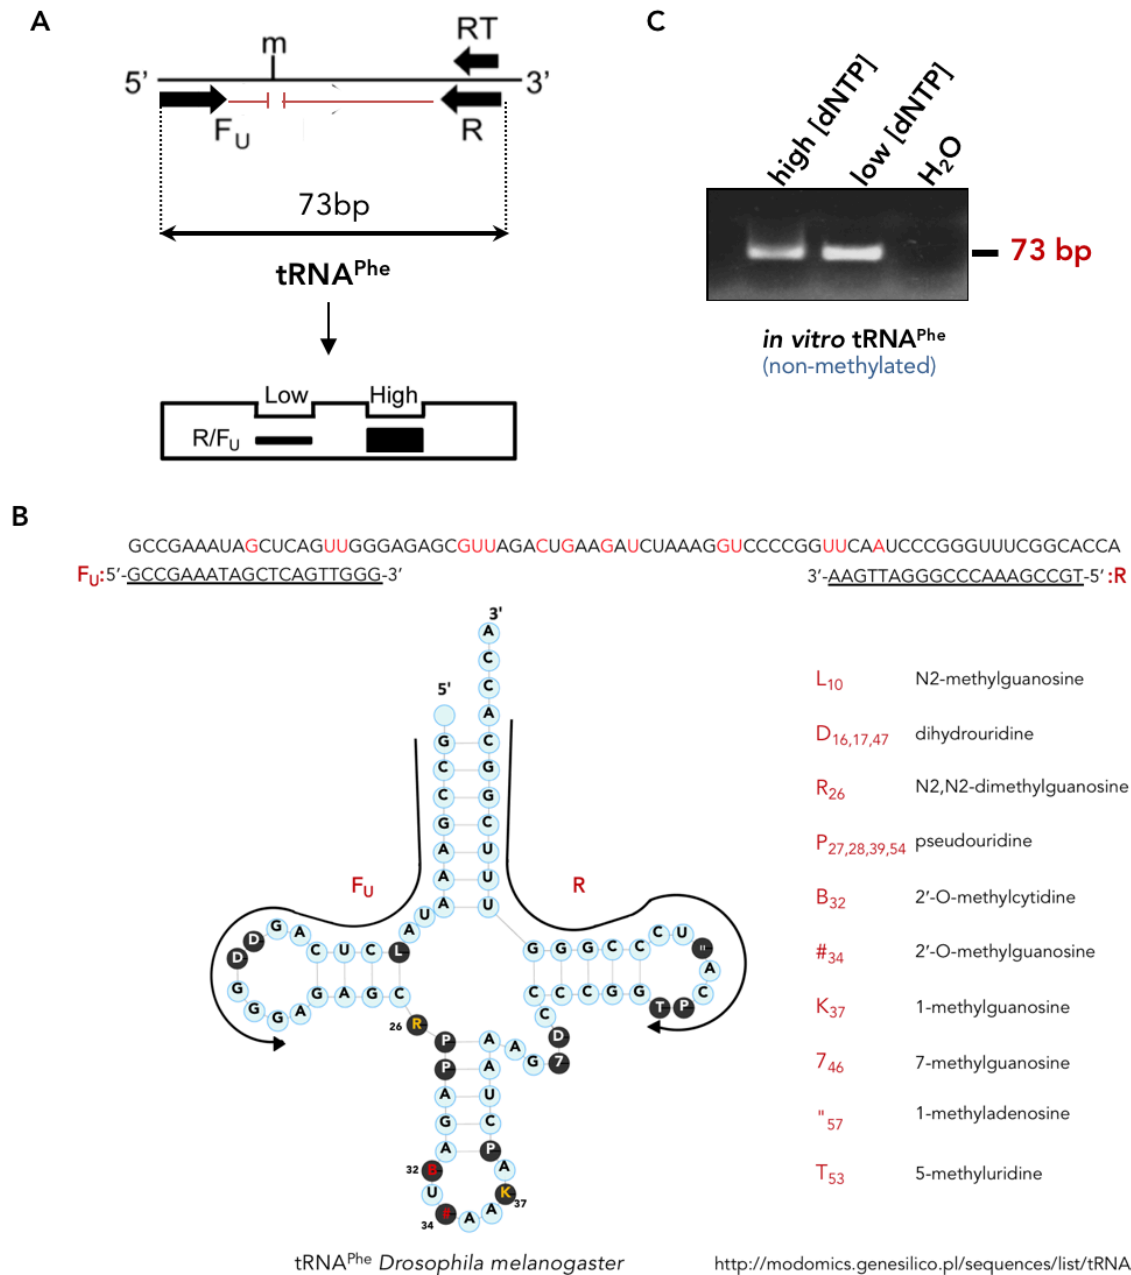 A
m
RT
5'
3'
FU
R
73bp
tRNAPhe
Low
High
R/FU
C
high [dNTP]
low [dNTP]
H2O
73 bp
in vitro tRNAPhe
(non-methylated)
B
GCCGAAAUAGCUCAGUUGGGAGAGCGUUAGACUGAAGAUCUAAAGGUCCCCGGUUCAAUCCCGGGUUUCGGCACCA
FU:5'-GCCGAAATAGCTCAGTTGGG-3'
3'-AAGTTAGGGCCCAAAGCCGT-5' :R
3'
A
C
C
5'
A
G C
C G
C G
G C
A U
A U
A U
FU
R
U
A
D D G A C U C L
G G G C C C U "
A
D G G G A G A G C
C C C G G T P C
26 R
C
D
7
P A A G
P A
A U
G C
A P
32 B A
U K 37
34 # A A
L10 N2-methylguanosine
D16,17,47 dihydrouridine
R26 N2,N2-dimethylguanosine
P27,28,39,54 pseudouridine
B32 2'-O-methylcytidine
#34 2'-O-methylguanosine
K37 1-methylguanosine
746 7-methylguanosine
"57 1-methyladenosine
T53 5-methyluridine
tRNAPhe Drosophila melanogaster
http://modomics.genesilico.pl/sequences/list/tRNA